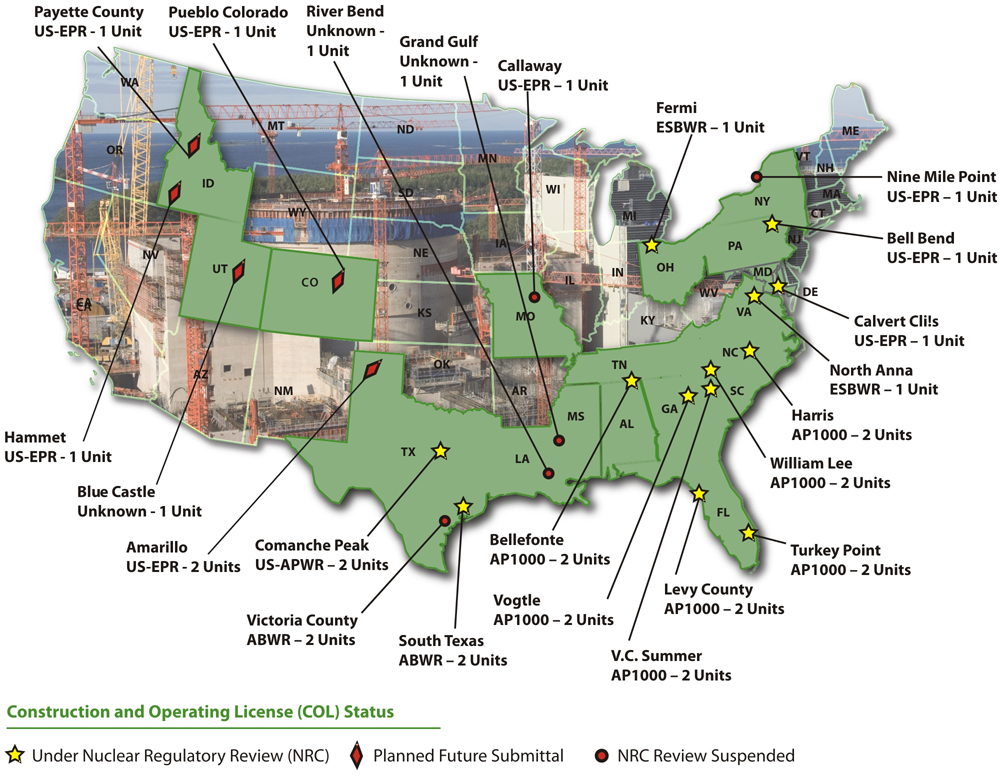 Payette County
US-EPR - 1 Unit
Pueblo Colorado
US-EPR - 1 Unit
River Bend
Unknown -
1 Unit
Grand Gulf
Unknown -
1 Unit
Callaway
US-EPR – 1 Unit
Fermi
ESBWR – 1 Unit
Nine Mile Point
US-EPR – 1 Unit
Bell Bend
US-EPR – 1 Unit
Calvert Cli!s
US-EPR – 1 Unit
North Anna
ESBWR – 1 Unit
Harris
AP1000 – 2 Units
William Lee
AP1000 – 2 Units
Turkey Point
AP1000 – 2 Units
Levy County
AP1000 – 2 Units
V.C. Summer
AP1000 – 2 Units
Vogtle
AP1000 – 2 Units
Bellefonte
AP1000 – 2 Units
South Texas
ABWR – 2 Units
Victoria County
ABWR – 2 Units
Comanche Peak
US-APWR – 2 Units
Amarillo
US-EPR - 2 Units
Blue Castle
Unknown - 1 Unit
Hammet
US-EPR - 1 Unit
WA
OR
MT
ND
MN
ID
SD
WY
WI
MI
ME
VT
NH
MA
CT
NY
NJ
PA
NV
UT
CO
NE
IA
IL
IN
OH
WV
MD
DE
VA
CA
KS
MO
KY
AZ
NM
OK
AR
TN
NC
SC
TX
LA
MS
AL
GA
FL
Construction and Operating License (COL) Status
Under Nuclear Regulatory Review (NRC)
Planned Future Submittal
NRC Review Suspended